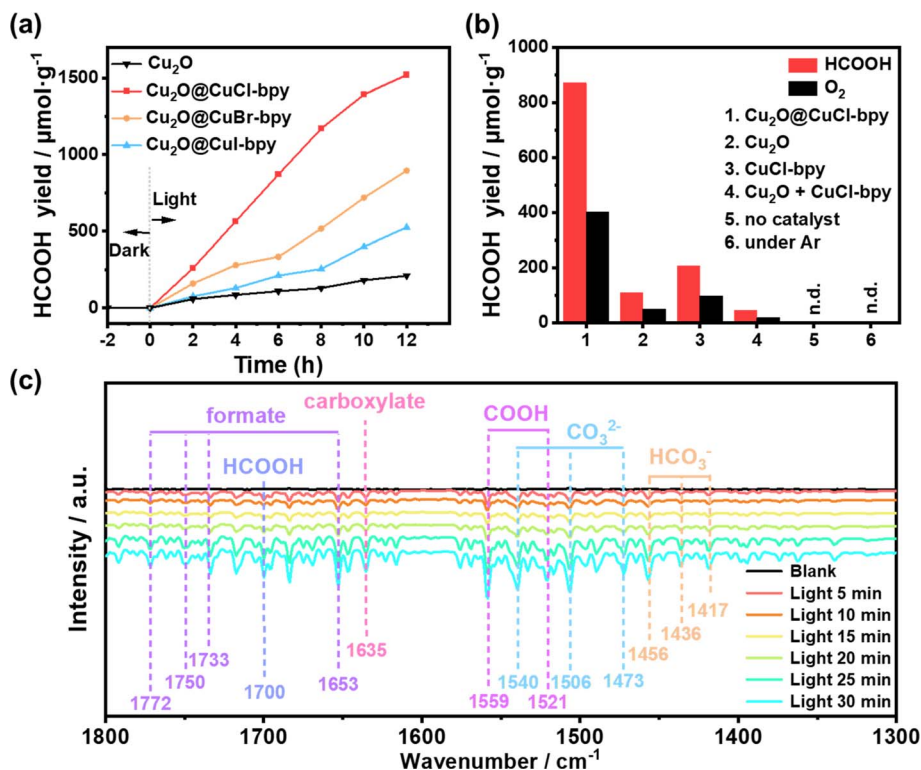 (a)
HCOOH yield / µmol·g⁻¹
1500
1000
500
0
Cu₂O
Cu₂O@CuCl-bpy
Cu₂O@CuBr-bpy
Cu₂O@CuI-bpy
Light
Dark
-2 0 2 4 6 8 10 12
Time (h)
(b)
HCOOH yield / µmol·g⁻¹
1000
800
600
400
200
0
HCOOH
O₂
1. Cu₂O@CuCl-bpy
2. Cu₂O
3. CuCl-bpy
4. Cu₂O + CuCl-bpy
5. no catalyst
6. under Ar
n.d.
n.d.
1 2 3 4 5 6
(c)
Intensity / a.u.
formate
carboxylate
HCOOH
COOH
CO₃²⁻
HCO₃⁻
1772
1750
1733
1700
1653
1635
1559
1540
1521
1506
1473
1456
1436
1417
Blank
Light 5 min
Light 10 min
Light 15 min
Light 20 min
Light 25 min
Light 30 min
1800 1700 1600 1500 1400 1300
Wavenumber / cm⁻¹